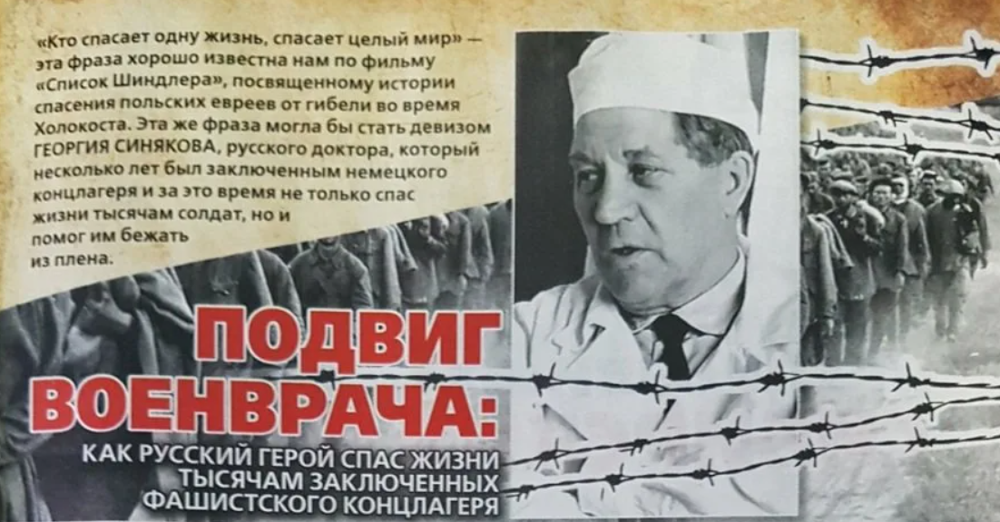 «Кто спасает одну жизнь, спасает целый мир» —
эта фраза хорошо известна нам по фильму
«Список Шиндлера», посвященному истории
спасения польских евреев от гибели во время
Холокоста. Эта же фраза могла бы стать девизом
ГЕОРГИЯ СИНЯКОВА, русского доктора, который
несколько лет был заключенным немецкого
концлагеря и за это время не только спас
жизни тысячам солдат, но и
помог им бежать
из плена.
ПОДВИГ
ВОЕНВРАЧА:
КАК РУССКИЙ ГЕРОЙ СПАС ЖИЗНИ
ТЫСЯЧАМ ЗАКЛЮЧЕННЫХ
ФАШИСТСКОГО КОНЦЛАГЕРЯ